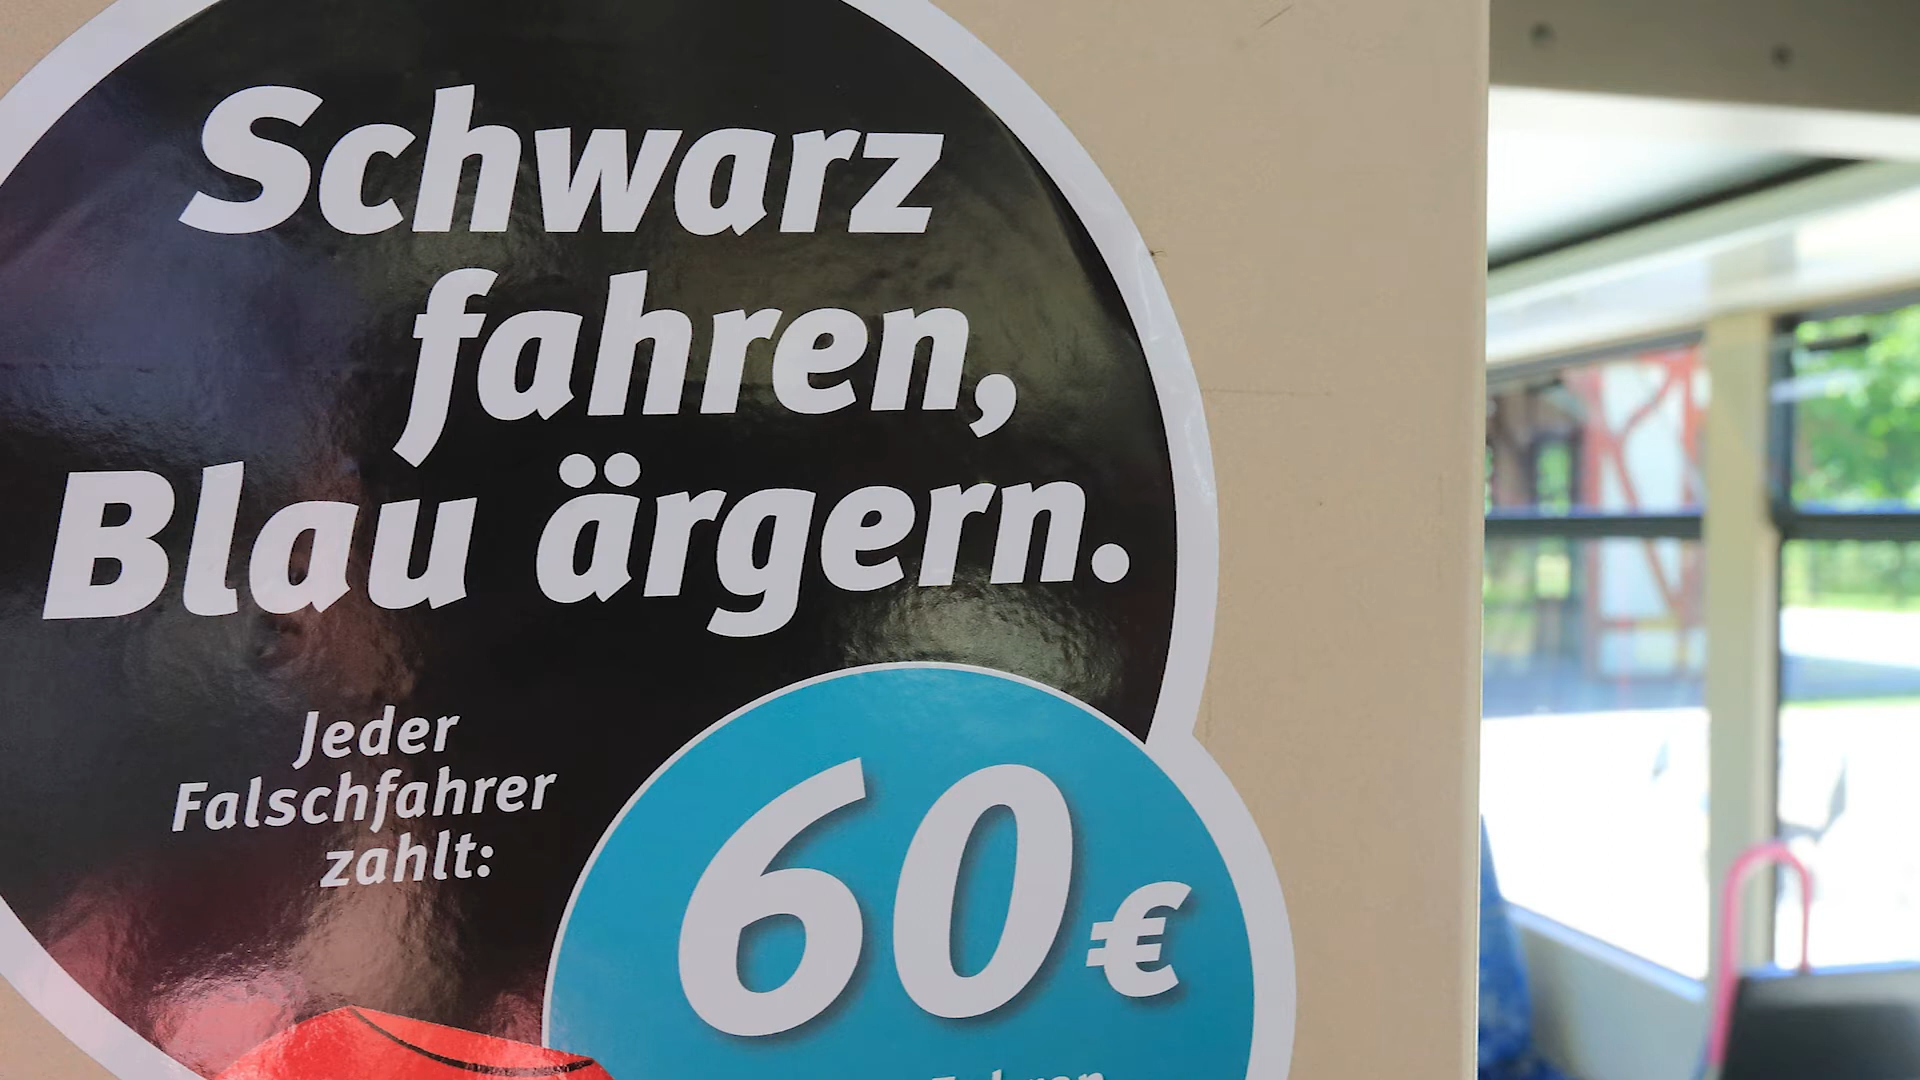 Schwarz
fahren,
Blau ärgern.
Jeder
Falschfahrer
zahlt:
60 €